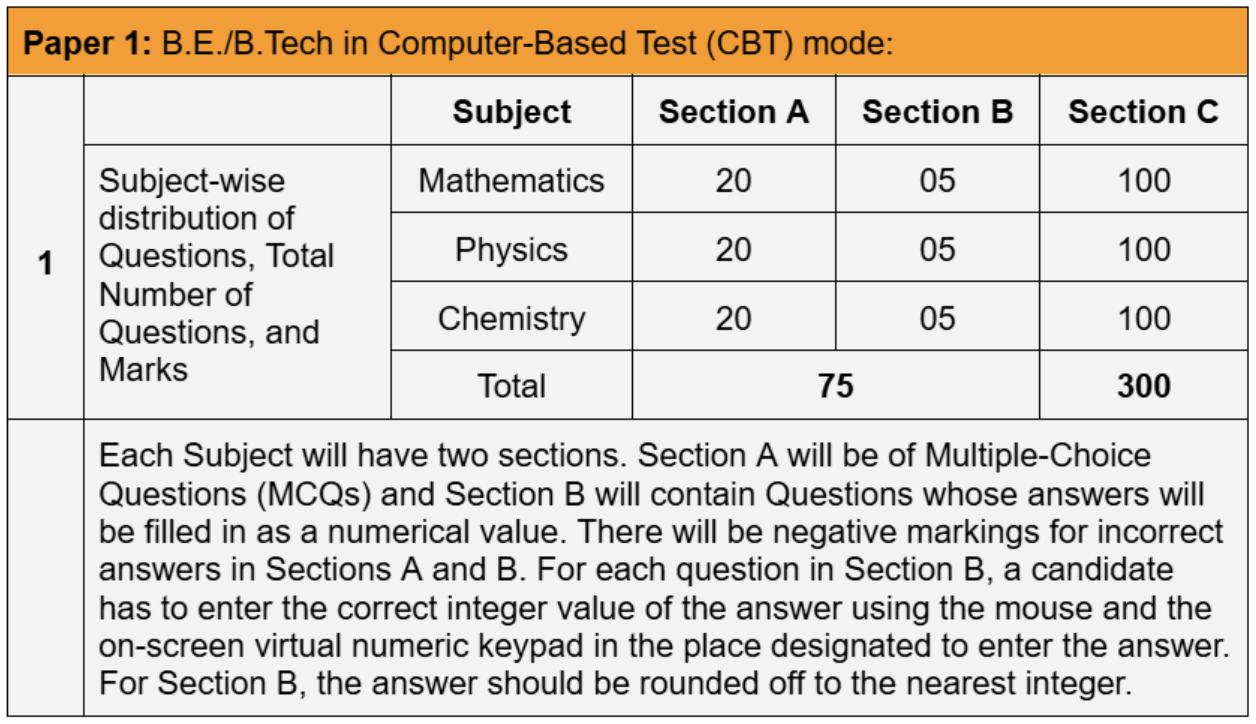 Paper 1: B.E./B.Tech in Computer-Based Test (CBT) mode:
Subject Section A Section B Section C
1
Subject-wise
distribution of
Questions, Total
Number of
Questions, and
Marks
Mathematics 20 05 100
Physics 20 05 100
Chemistry 20 05 100
Total 75 300
Each Subject will have two sections. Section A will be of Multiple-Choice
Questions (MCQs) and Section B will contain Questions whose answers will
be filled in as a numerical value. There will be negative markings for incorrect
answers in Sections A and B. For each question in Section B, a candidate
has to enter the correct integer value of the answer using the mouse and the
on-screen virtual numeric keypad in the place designated to enter the answer.
For Section B, the answer should be rounded off to the nearest integer.